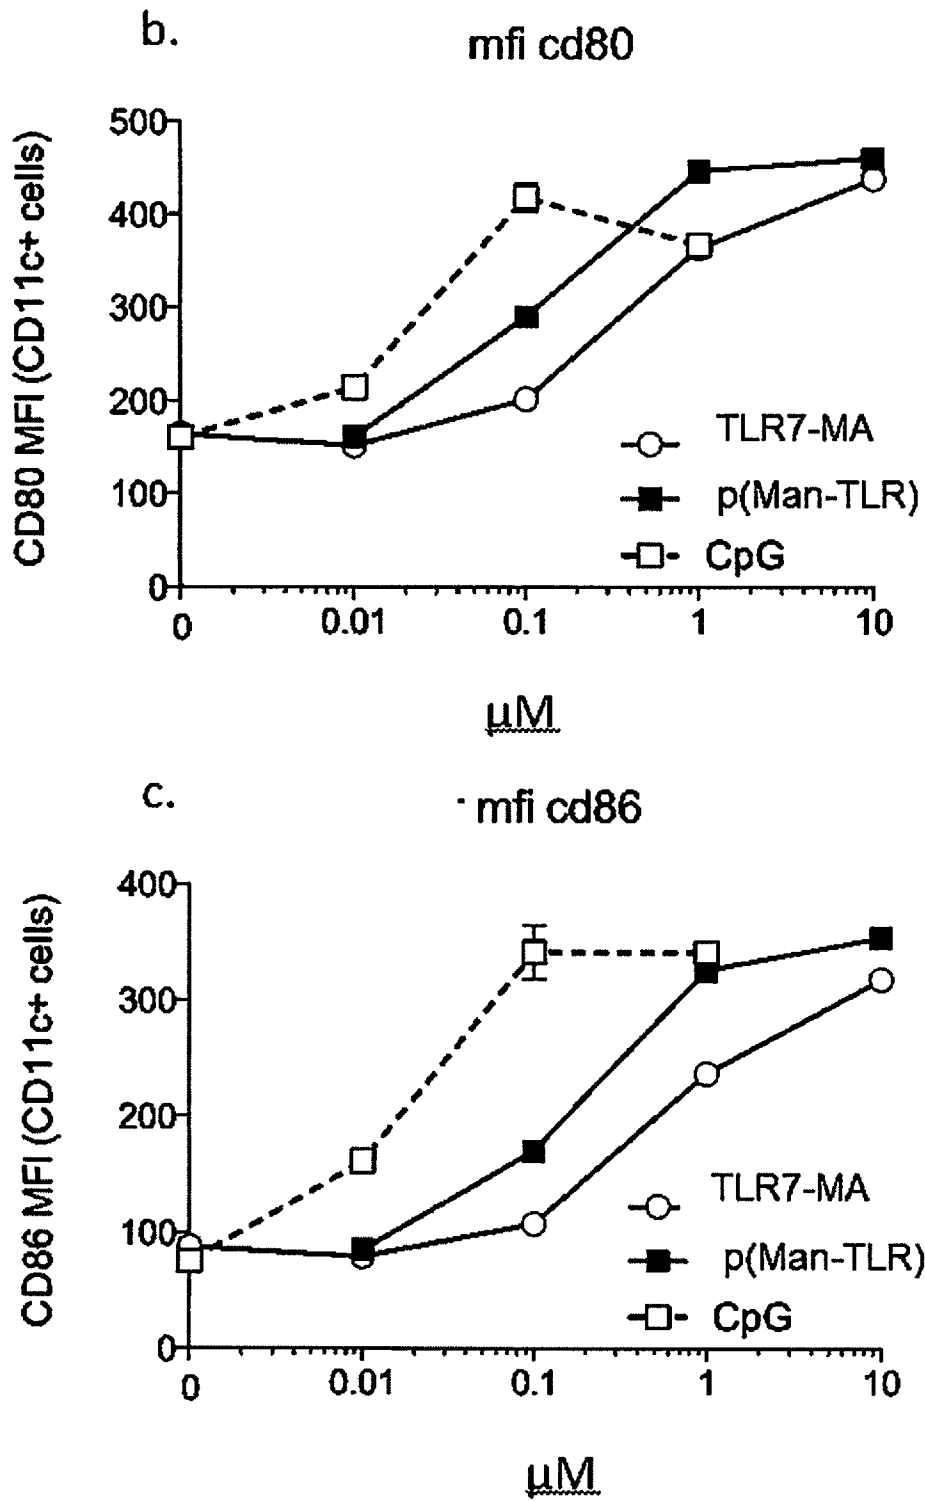 b.
mfi cd80
CD80 MFI (CD11c+ cells)
500
400
300
200
100
0
TLR7-MA
p(Man-TLR)
CpG
0 0.01 0.1 1 10
µM
c.
mfi cd86
CD86 MFI (CD11c+ cells)
400
300
200
100
0
TLR7-MA
p(Man-TLR)
CpG
0 0.01 0.1 1 10
µM